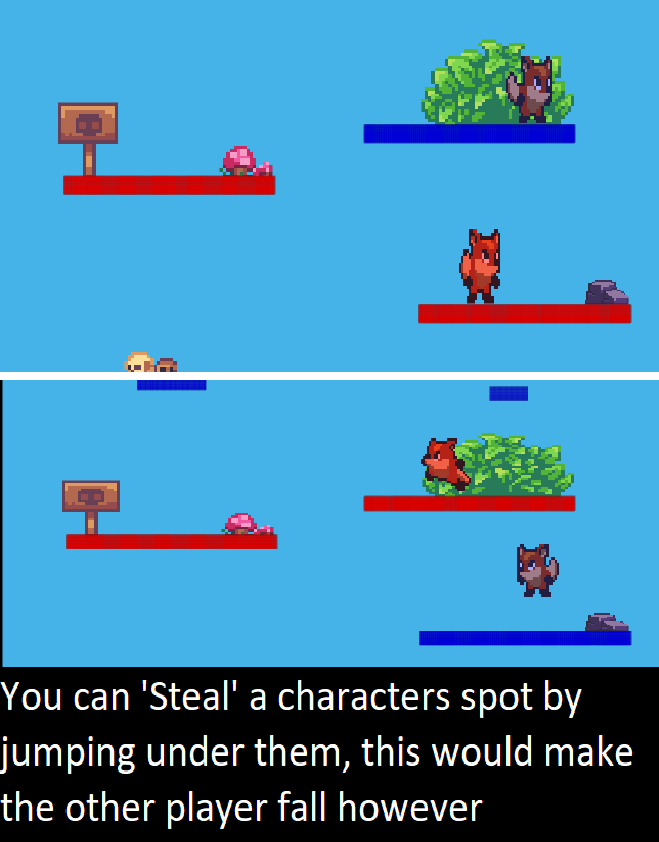 You can 'Steal' a characters spot by
jumping under them, this would make
the other player fall however